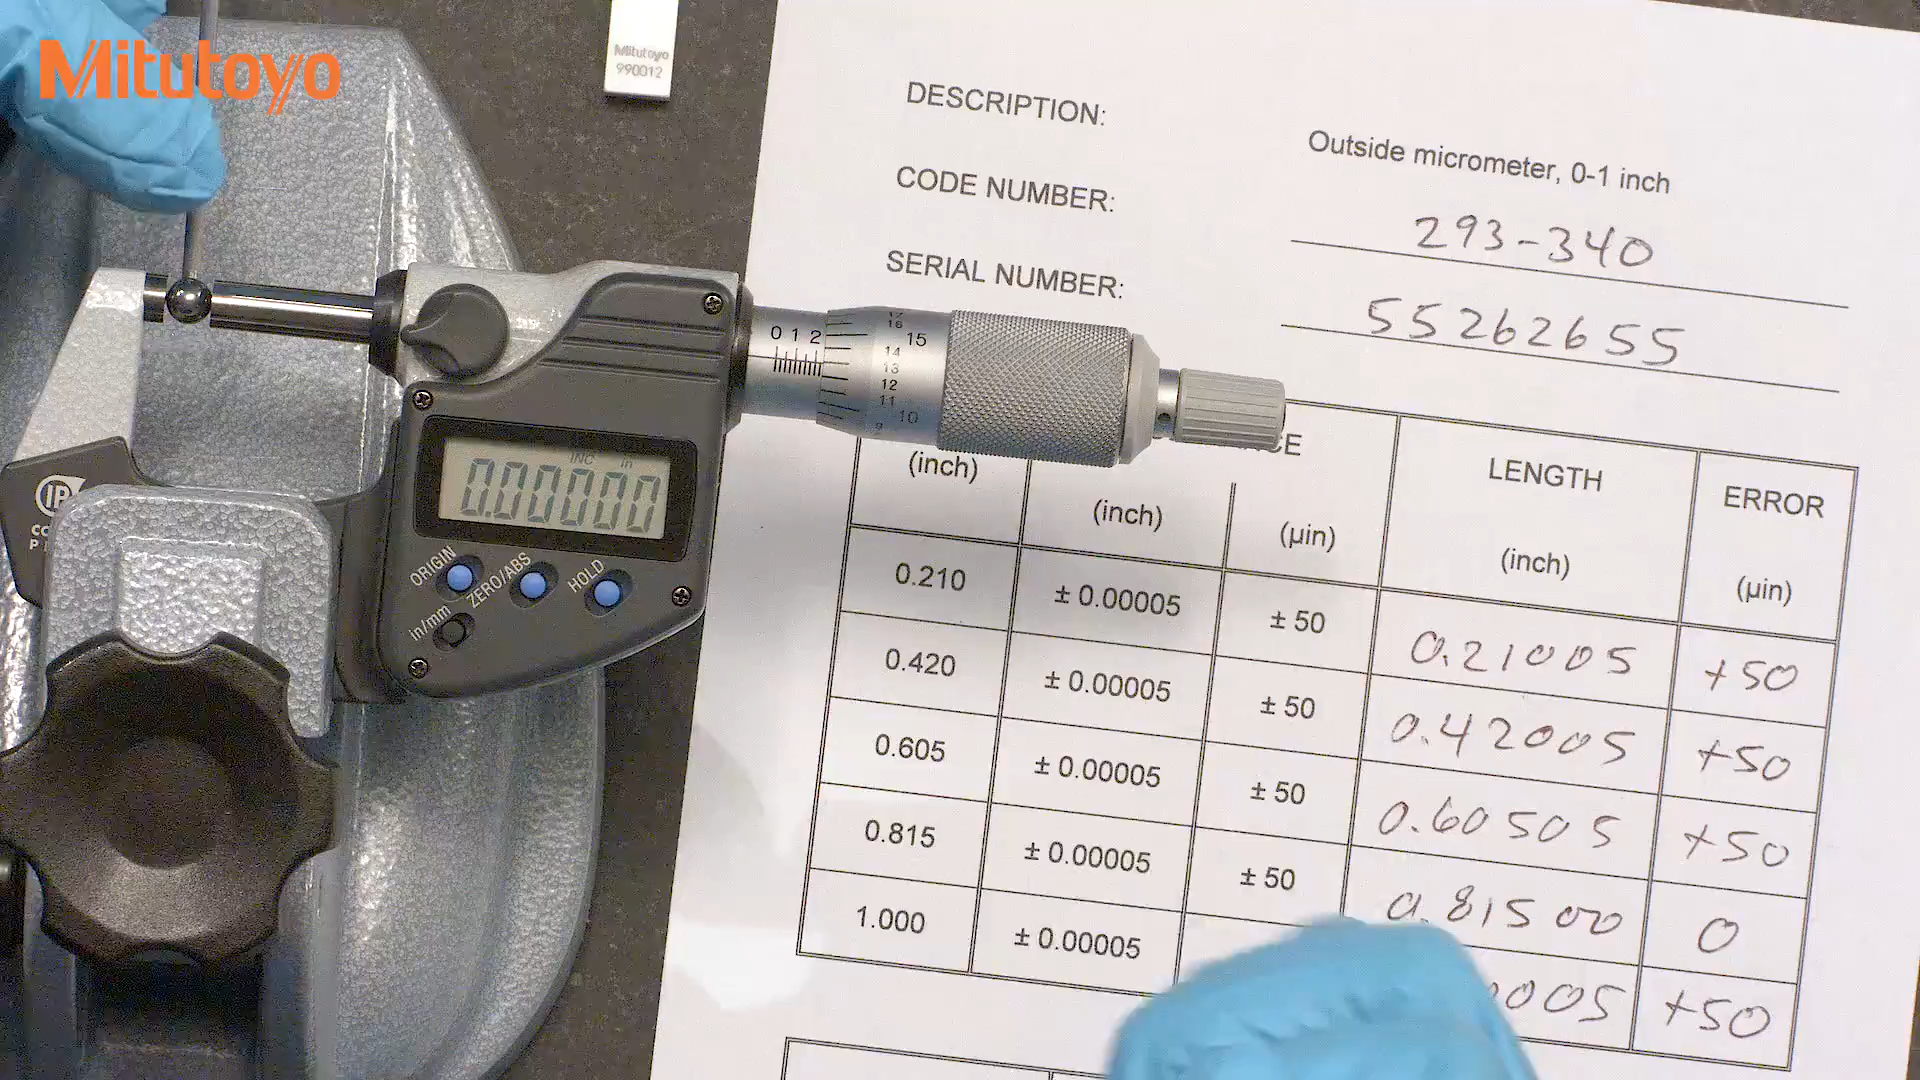 Mitutoyo
Mitutoyo
990012
DESCRIPTION:
Outside micrometer, 0-1 inch
CODE NUMBER:
293-340
SERIAL NUMBER:
55262655
0 1 2
16
15
14
13
12
11
10
9
INC in
0.00000
ORIGIN
ZERO/ABS
HOLD
in/mm
IP
(inch) (inch) (µin) LENGTH (inch) ERROR (µin)
0.210 ± 0.00005 ± 50 0.21005 +50
0.420 ± 0.00005 ± 50 0.42005 +50
0.605 ± 0.00005 ± 50 0.60505 +50
0.815 ± 0.00005 ± 50 0.81500 0
1.000 ± 0.00005 0005 +50